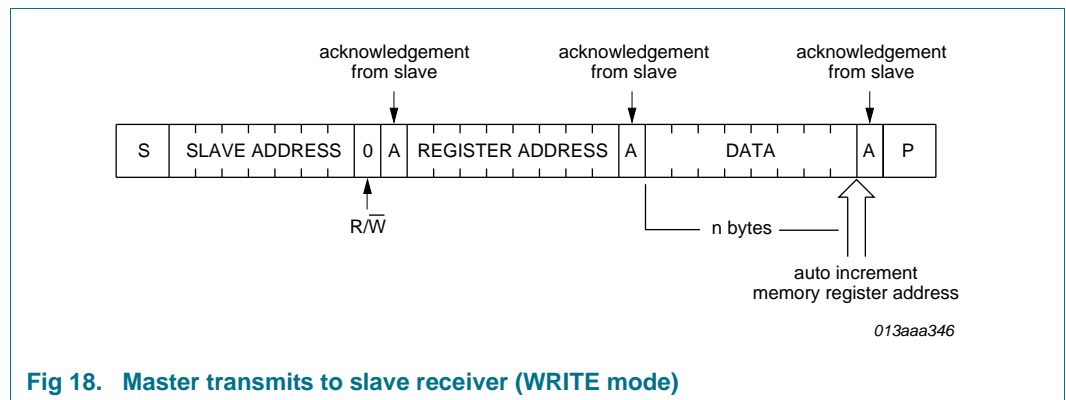 acknowledgement acknowledgement acknowledgement
from slave from slave from slave
S SLAVE ADDRESS 0 A REGISTER ADDRESS A DATA A P
R/W̅
n bytes
auto increment
memory register address
013aaa346
Fig 18. Master transmits to slave receiver (WRITE mode)